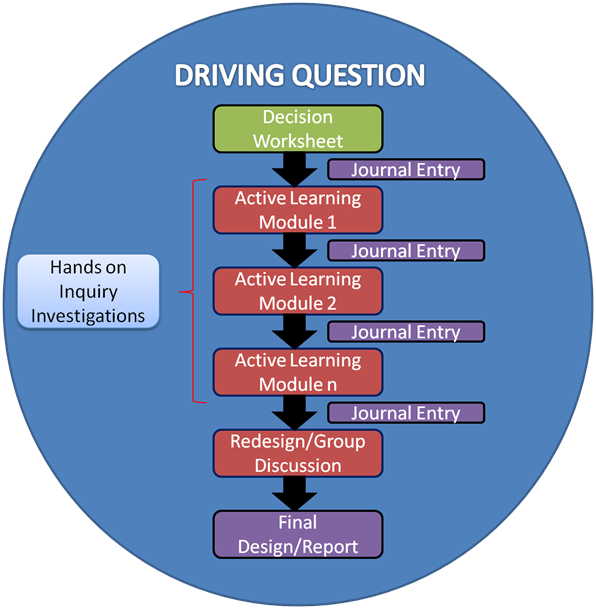 DRIVING QUESTION
Decision
Worksheet
Journal Entry
Active Learning
Module 1
Journal Entry
Hands on
Inquiry
Investigations
Active Learning
Module 2
Journal Entry
Active Learning
Module n
Journal Entry
Redesign/Group
Discussion
Final
Design/Report